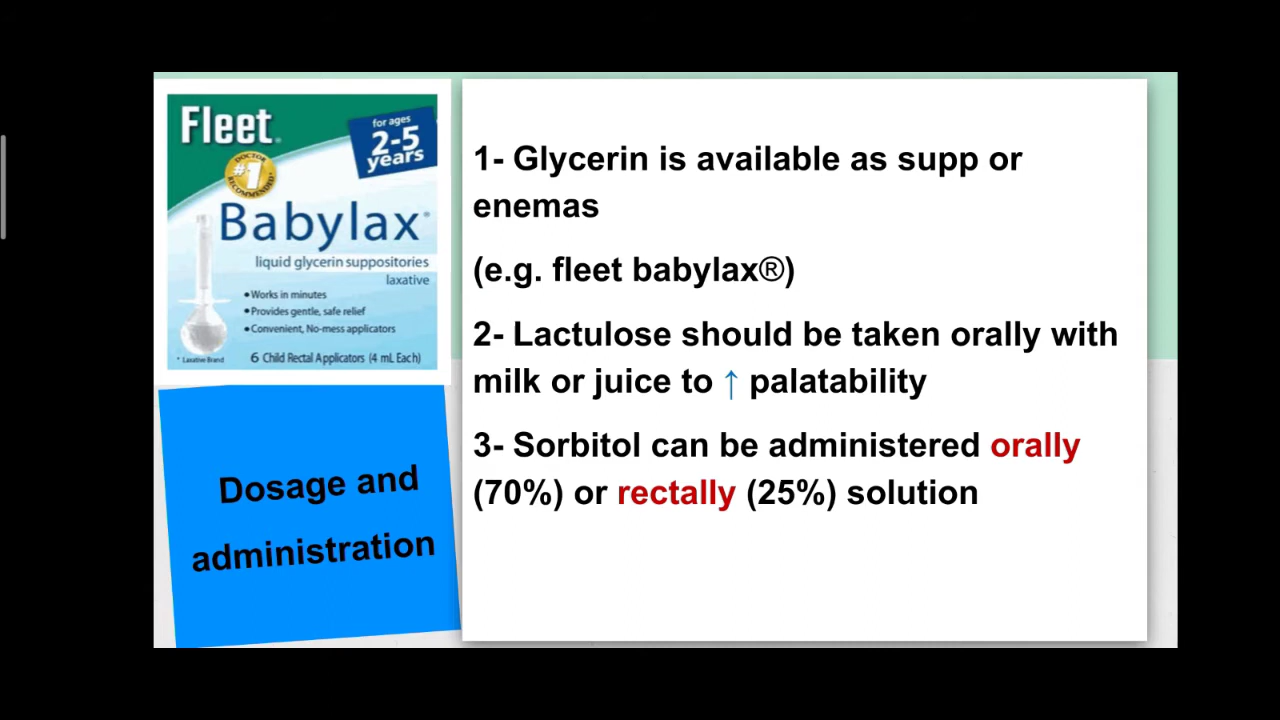 Fleet®
#1 DOCTOR RECOMMENDED*
for ages
2-5
years
Babylax®
liquid glycerin suppositories
laxative
•Works in minutes
•Provides gentle, safe relief
•Convenient, No-mess applicators
* Laxative Brand
6 Child Rectal Applicators (4 mL Each)
Dosage and
administration
1- Glycerin is available as supp or
enemas
(e.g. fleet babylax®)
2- Lactulose should be taken orally with
milk or juice to ↑ palatability
3- Sorbitol can be administered orally
(70%) or rectally (25%) solution